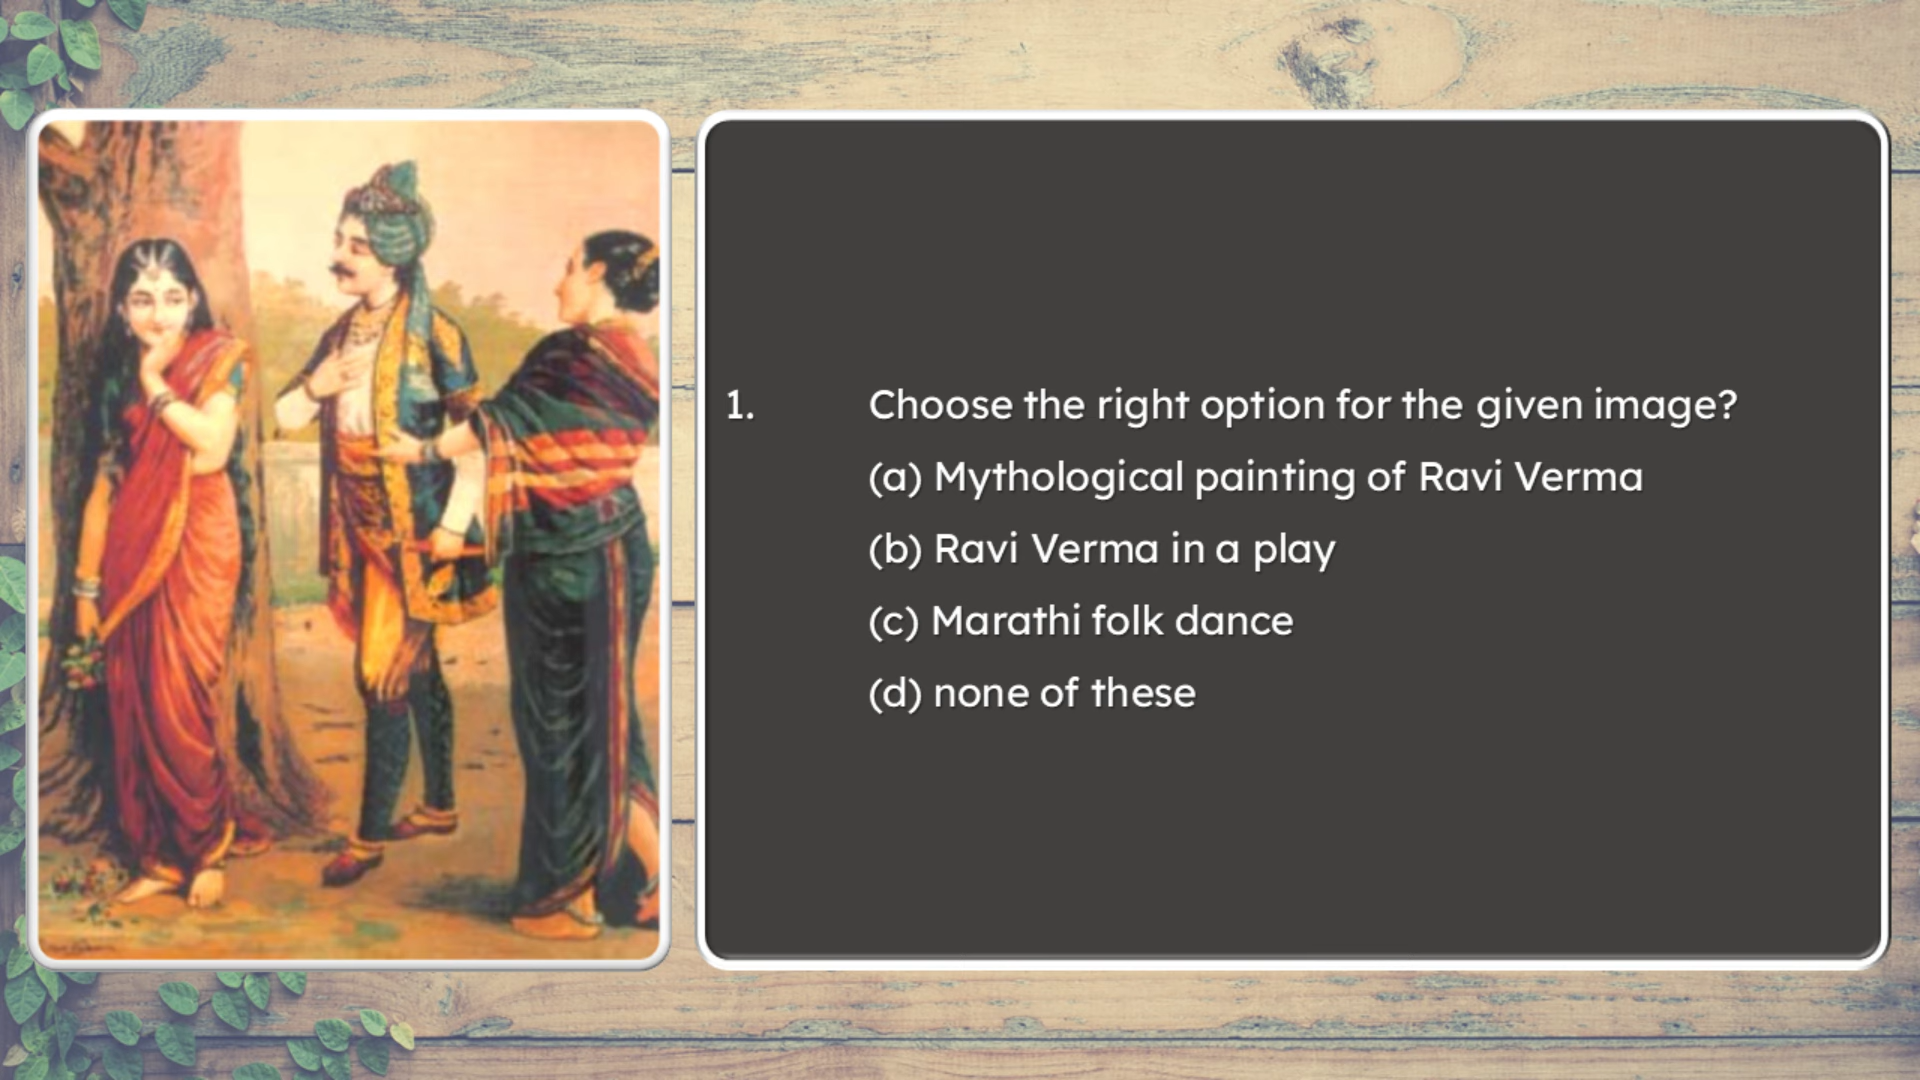 1. Choose the right option for the given image?
(a) Mythological painting of Ravi Verma
(b) Ravi Verma in a play
(c) Marathi folk dance
(d) none of these